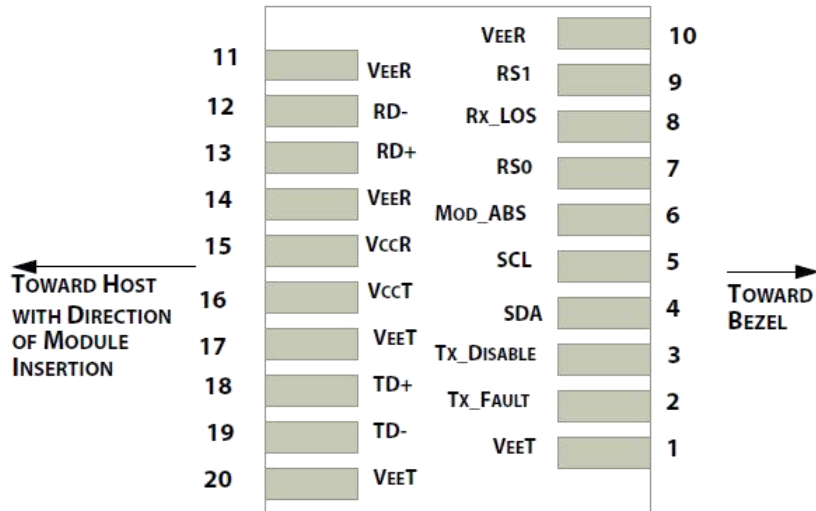 11
VEER
12
RD-
13
RD+
14
VEER
15
VCCR
16
VCCT
17
VEET
18
TD+
19
TD-
20
VEET
VEER
10
RS1
9
RX_LOS
8
RS0
7
MOD_ABS
6
SCL
5
SDA
4
TX_DISABLE
3
TX_FAULT
2
VEET
1
TOWARD HOST
WITH DIRECTION
OF MODULE
INSERTION
TOWARD
BEZEL